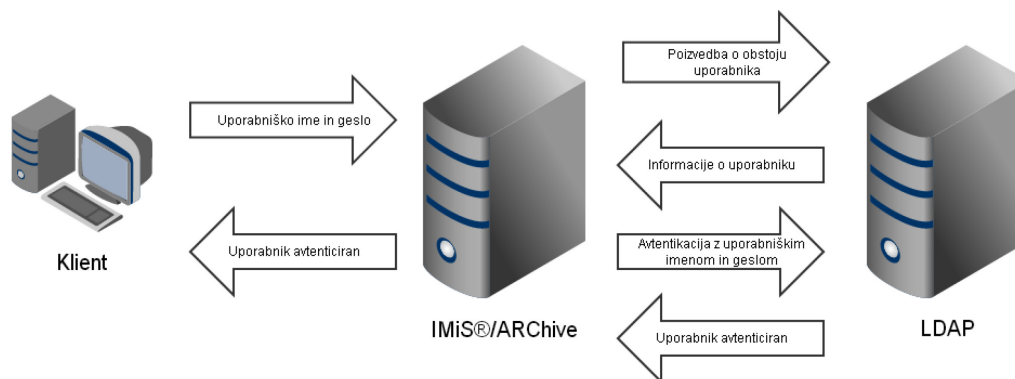 Poizvedba o obstoju
uporabnika
Uporabniško ime in geslo
Informacije o uporabniku
Uporabnik avtenticiran
Avtentikacija z uporabniškim
imenom in geslom
Klient
IMiS®/ARChive
Uporabnik avtenticiran
LDAP